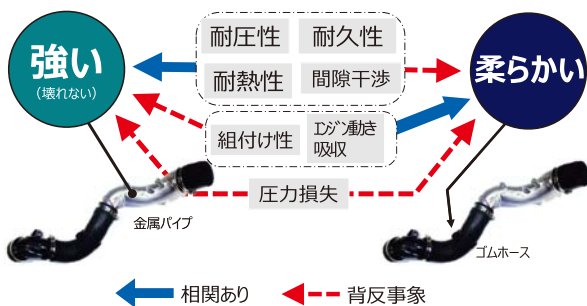 強い
(壊れない)
耐圧性
耐久性
耐熱性
間隙干渉
柔らかい
組付け性
エンジン動き
吸収
圧力損失
金属パイプ
ゴムホース
相関あり
背反事象